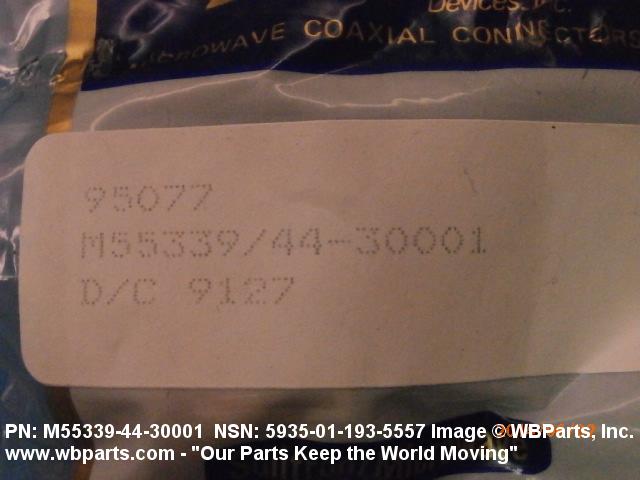 Devices, Inc.
MICROWAVE COAXIAL CONNECTORS
95077
M55339/44-30001
D/C 9127
PN: M55339-44-30001 NSN: 5935-01-193-5557 Image © WBParts, Inc.
www.wbparts.com - "Our Parts Keep the World Moving"